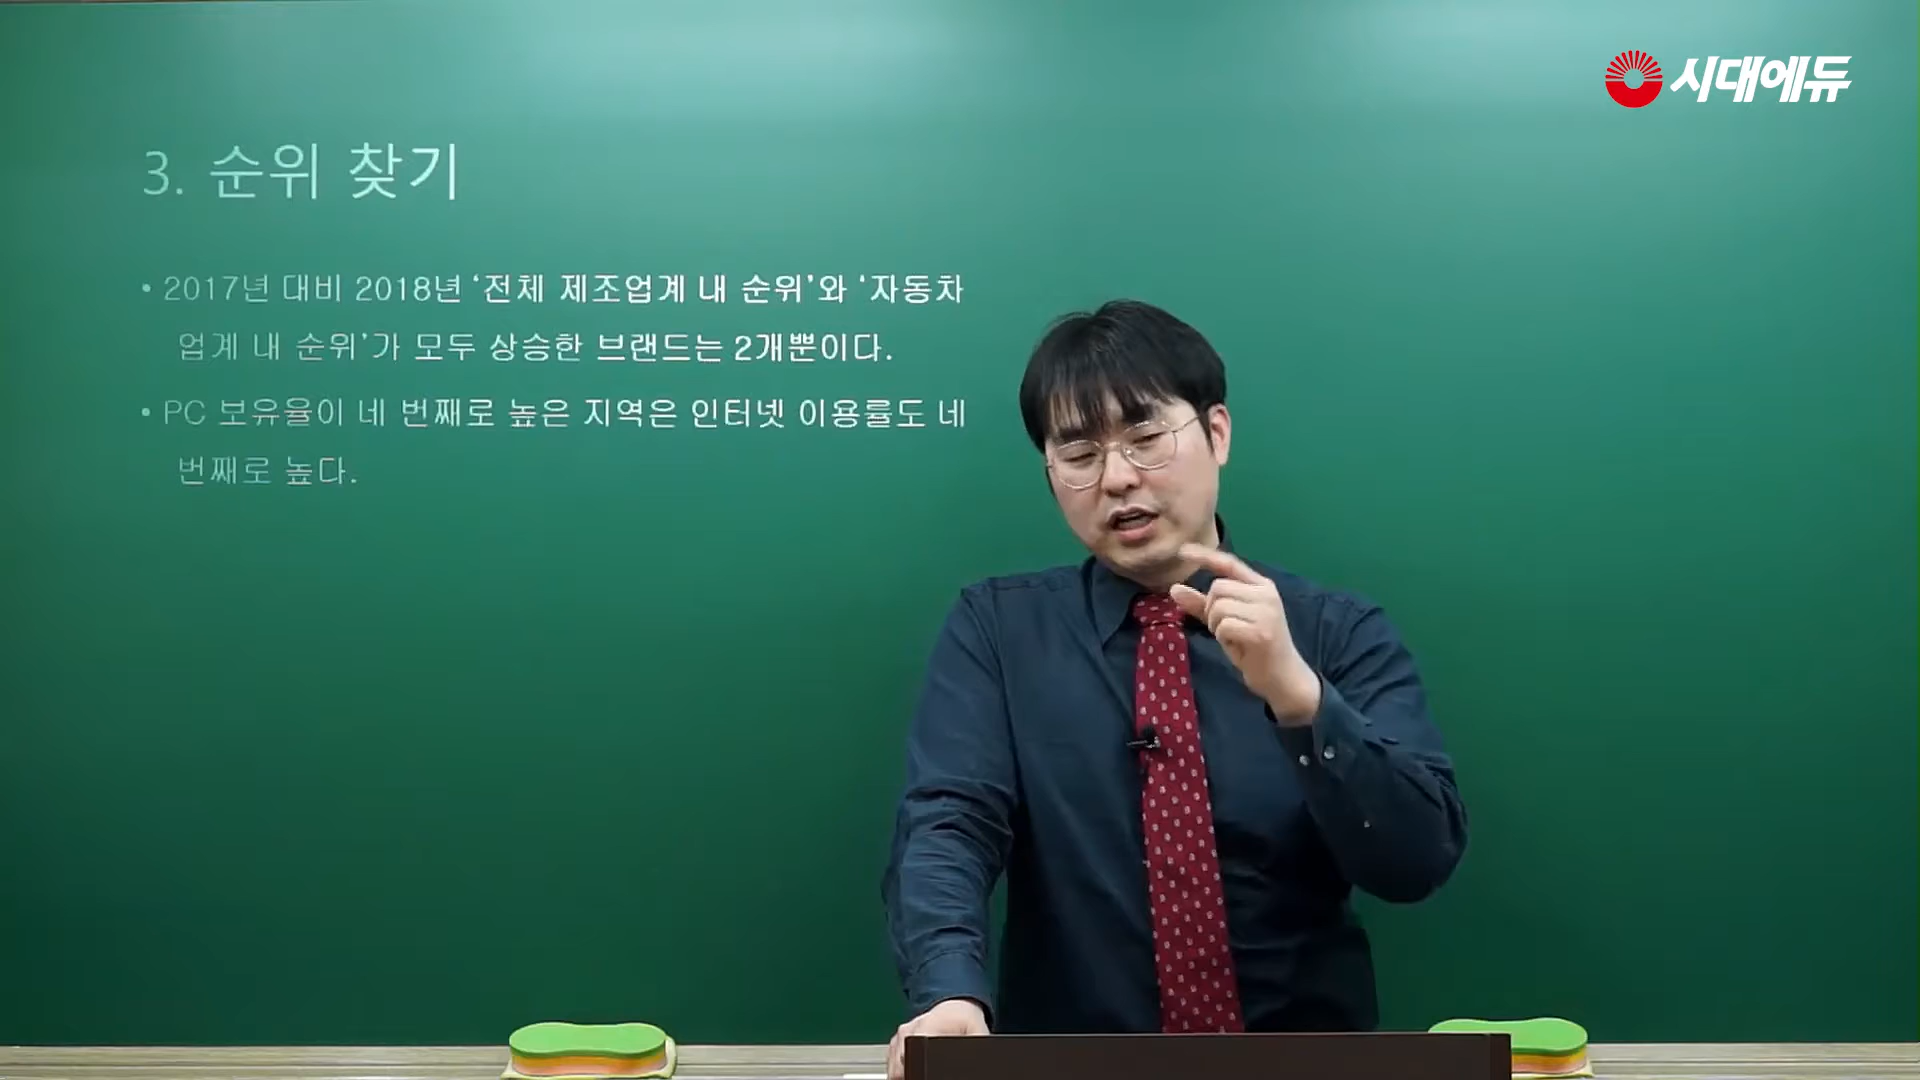 시대에듀
3. 순위 찾기
• 2017년 대비 2018년 ‘전체 제조업계 내 순위’와 ‘자동차
업계 내 순위’가 모두 상승한 브랜드는 2개뿐이다.
• PC 보유율이 네 번째로 높은 지역은 인터넷 이용률도 네
번째로 높다.